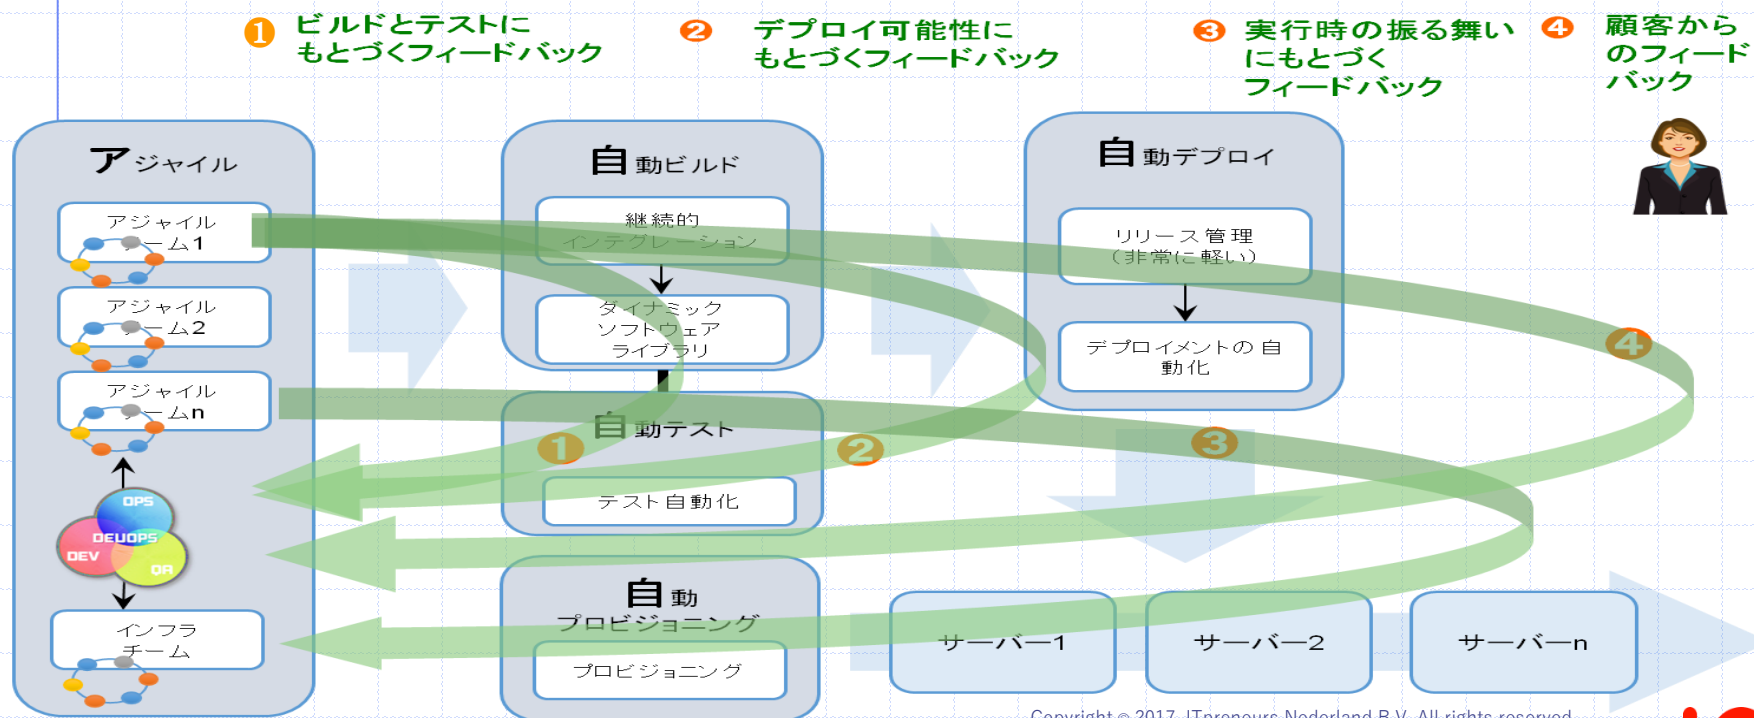 1 ビルドとテストに
もとづくフィードバック
2 デプロイ可能性に
もとづくフィードバック
3 実行時の振る舞い
にもとづく
フィードバック
4 顧客から
のフィード
バック
アジャイル
アジャイル
チーム1
アジャイル
チーム2
アジャイル
チームn
OPS
DEVOPS
DEV
QA
インフラ
チーム
自動ビルド
継続的
インテグレーション
ダイナミック
ソフトウェア
ライブラリ
自動テスト
テスト自動化
自動
プロビジョニング
プロビジョニング
自動デプロイ
リリース管理
（非常に軽い）
デプロイメントの自
動化
1
2
3
4
サーバー1
サーバー2
サーバーn
Copyright © 2017 ITpreneurs Nederland B.V. All rights reserved.